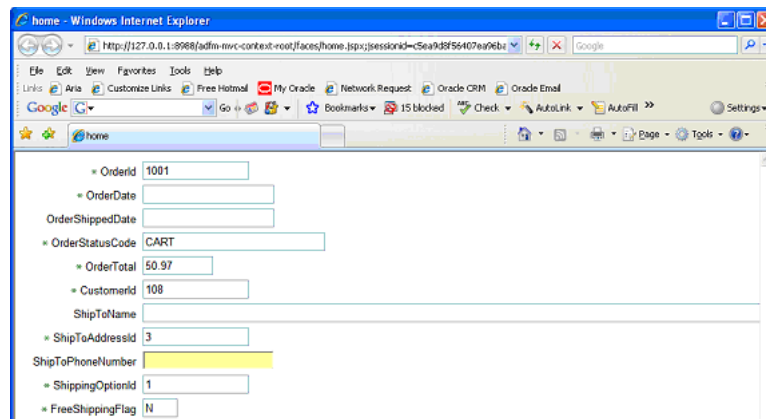 home - Windows Internet Explorer
http://127.0.0.1:8988/adfm-mvc-context-root/faces/home.jspx;jsessionid=c5ea9d8f56407ea96ba Google
File Edit View Favorites Tools Help
Links Aria Customize Links Free Hotmail My Oracle Network Request Oracle CRM Oracle Email
Google G Go Bookmarks 15 blocked ABC Check AutoLink AutoFill >> Settings
home Page Tools
* OrderId 1001
* OrderDate
OrderShippedDate
* OrderStatusCode CART
* OrderTotal 50.97
* CustomerId 108
ShipToName
* ShipToAddressId 3
ShipToPhoneNumber
* ShippingOptionId 1
* FreeShippingFlag N